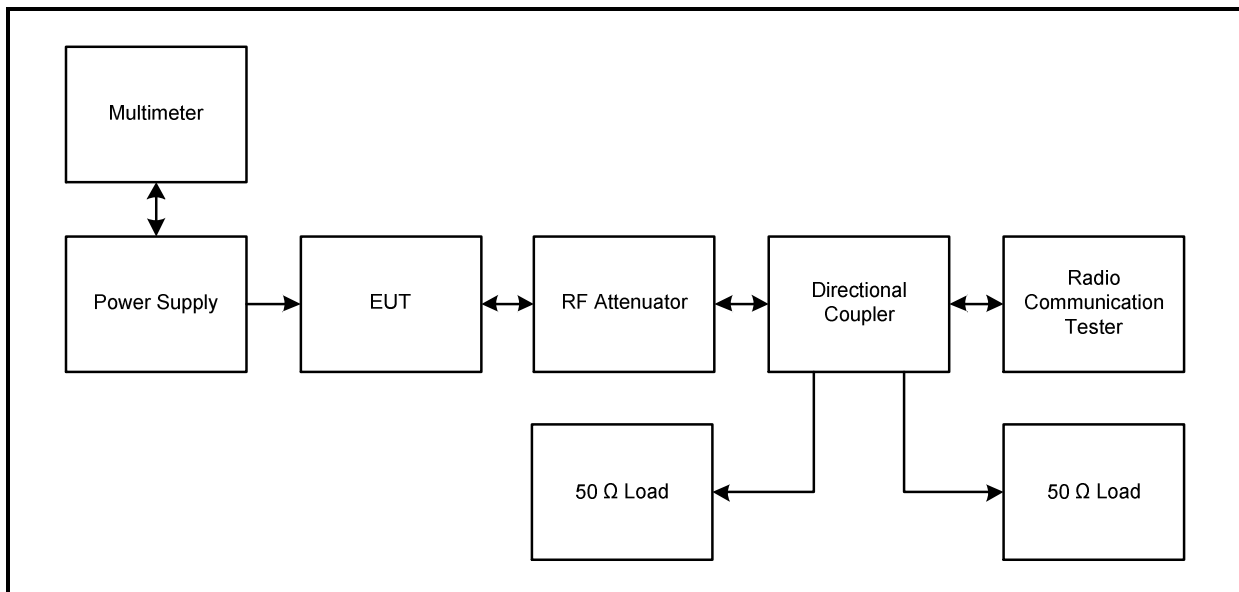 Multimeter
Power Supply
EUT
RF Attenuator
Directional
Coupler
Radio
Communication
Tester
50 Ω Load
50 Ω Load